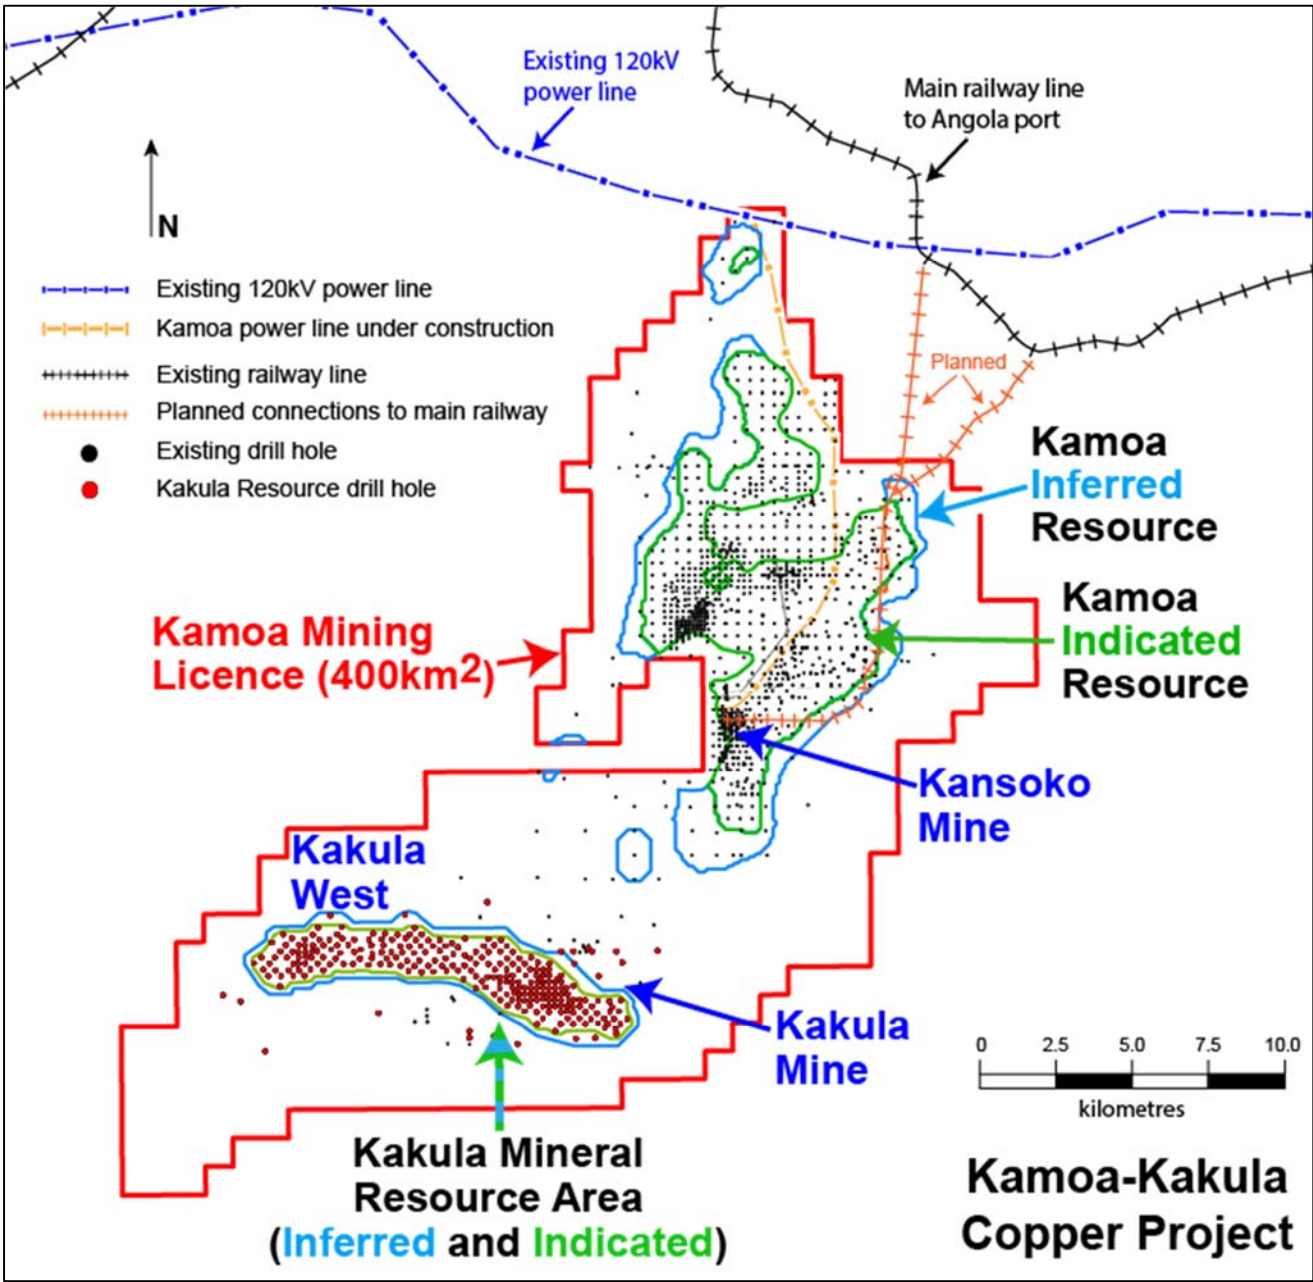 Existing 120kV
power line
Main railway line
to Angola port
N
Existing 120kV power line
Kamoa power line under construction
Existing railway line
Planned connections to main railway
Existing drill hole
Kakula Resource drill hole
Planned
Kamoa
Inferred
Resource
Kamoa
Indicated
Resource
Kamoa Mining
Licence (400km2)
Kansoko
Mine
Kakula
West
Kakula
Mine
0 2.5 5.0 7.5 10.0
kilometres
Kakula Mineral
Resource Area
(Inferred and Indicated)
Kamoa-Kakula
Copper Project